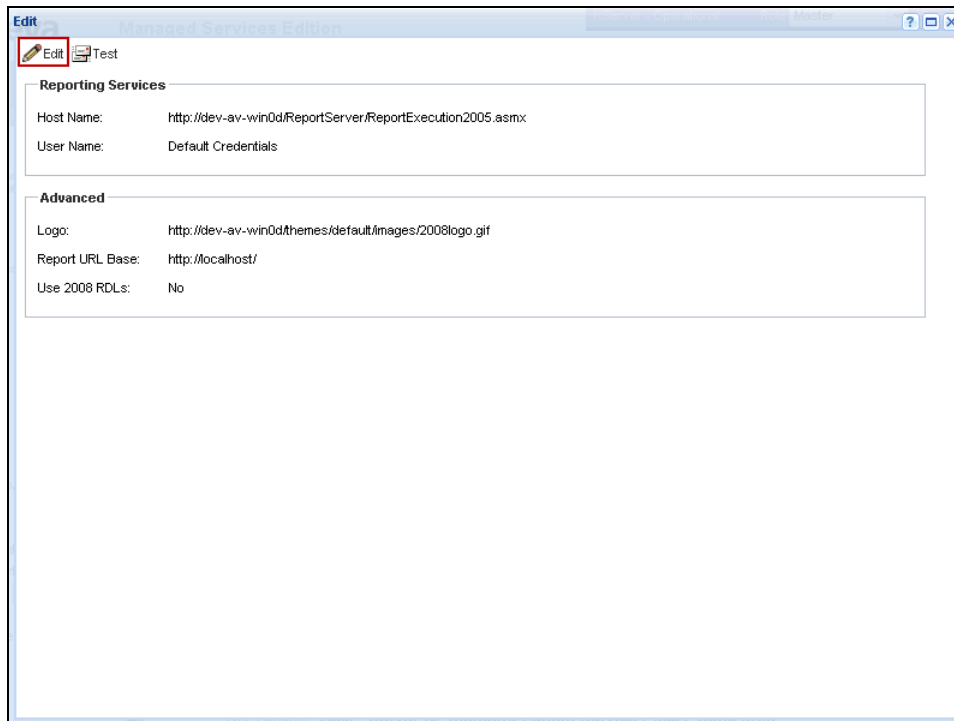 Edit
Managed Services Edition
Master
Edit Test
Reporting Services
Host Name: http://dev-av-win0d/ReportServer/ReportExecution2005.asmx
User Name: Default Credentials
Advanced
Logo: http://dev-av-win0d/themes/default/images/2008logo.gif
Report URL Base: http://localhost/
Use 2008 RDLs: No